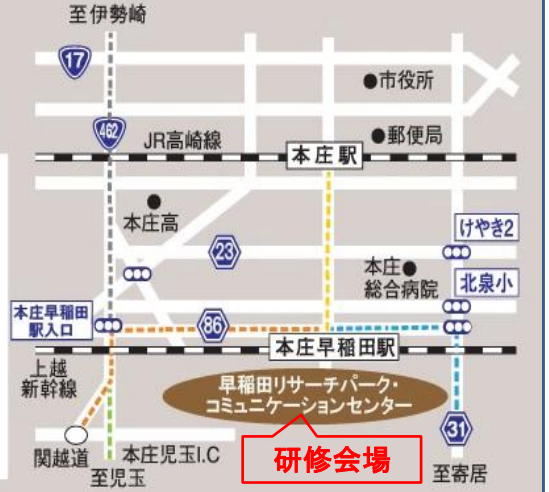 至伊勢崎
17
●市役所
462
JR高崎線
●郵便局
本庄駅
●
本庄高
けやき2
23
本庄●
総合病院
北泉小
本庄早稲田
駅入口
86
本庄早稲田駅
上越
新幹線
早稲田リサーチパーク・
コミュニケーションセンター
31
関越道
本庄児玉I.C
研修会場
至児玉
至寄居